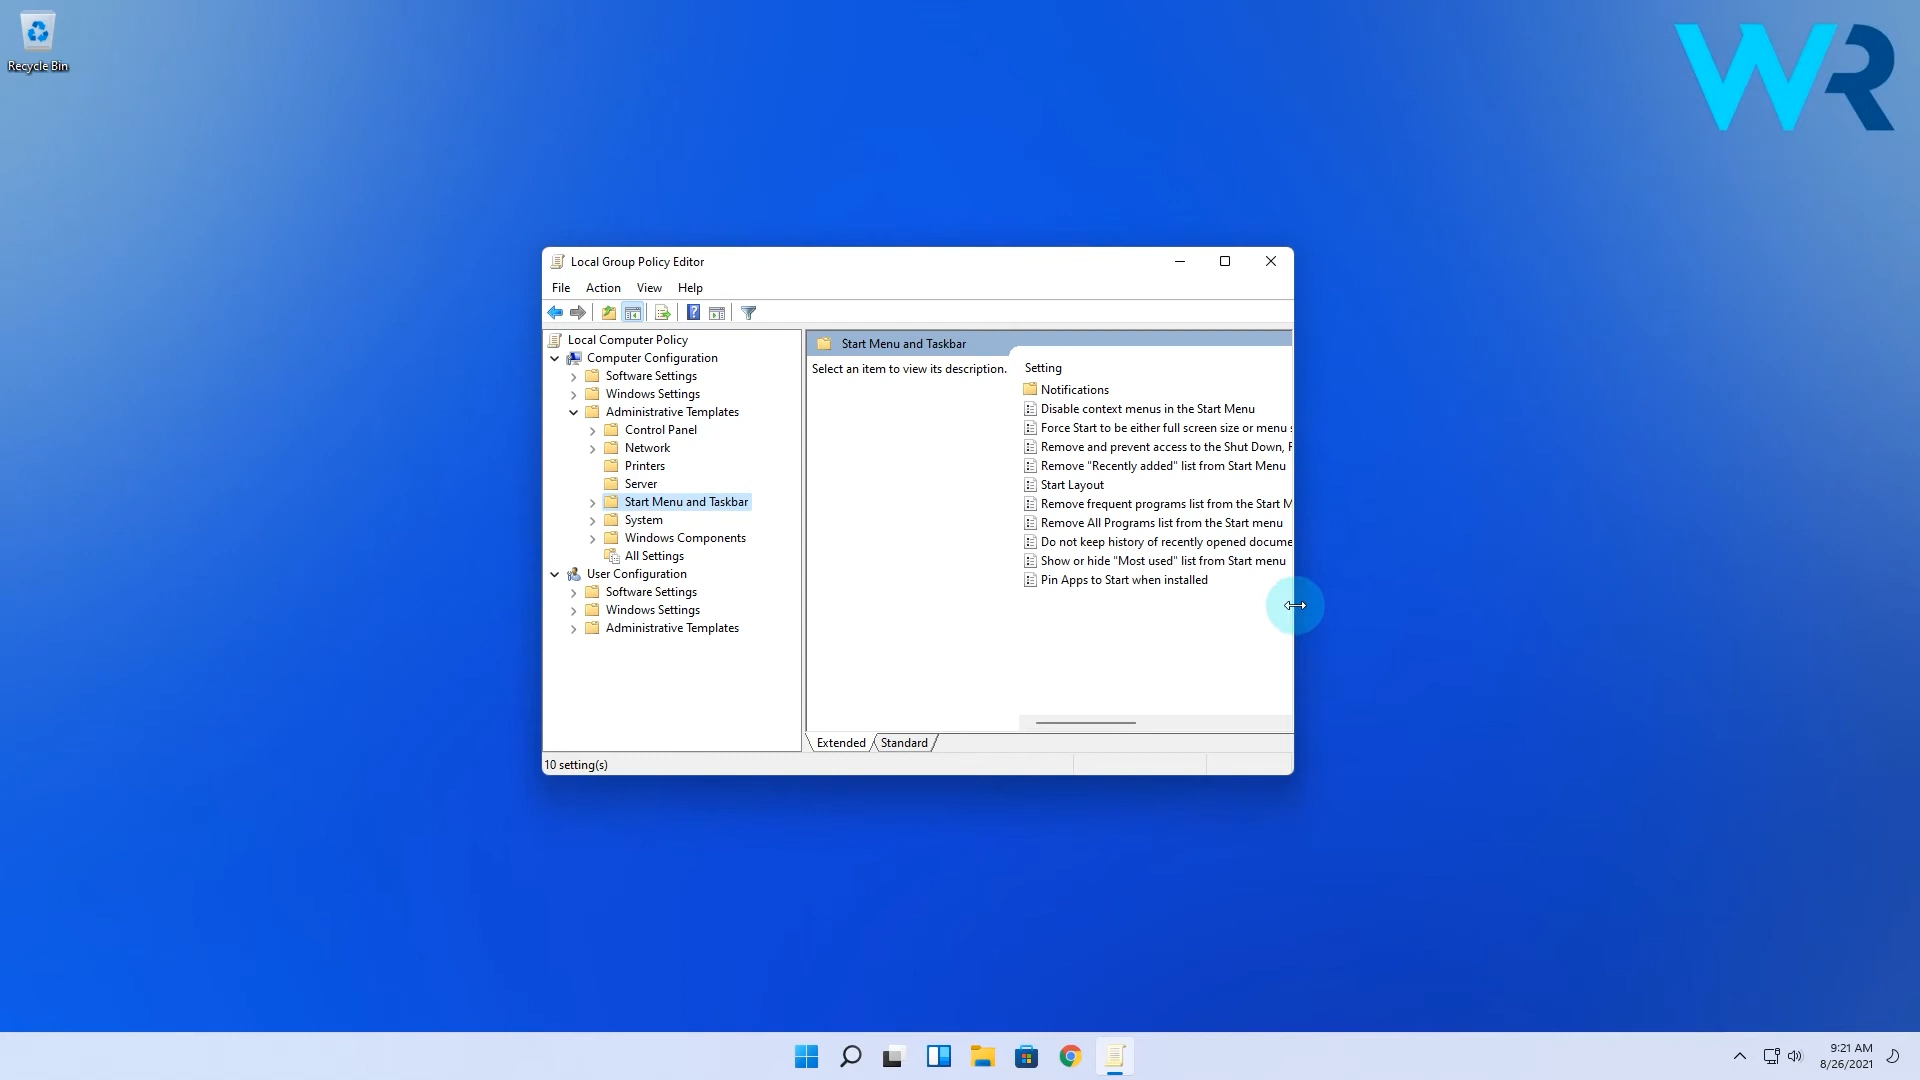 Recycle Bin
WR
Local Group Policy Editor
File Action View Help
Local Computer Policy
Computer Configuration
Software Settings
Windows Settings
Administrative Templates
Control Panel
Network
Printers
Server
Start Menu and Taskbar
System
Windows Components
All Settings
User Configuration
Software Settings
Windows Settings
Administrative Templates
Start Menu and Taskbar
Select an item to view its description.
Setting
Notifications
Disable context menus in the Start Menu
Force Start to be either full screen size or menu s
Remove and prevent access to the Shut Down, R
Remove "Recently added" list from Start Menu
Start Layout
Remove frequent programs list from the Start M
Remove All Programs list from the Start menu
Do not keep history of recently opened docume
Show or hide "Most used" list from Start menu
Pin Apps to Start when installed
Extended Standard
10 setting(s)
9:21 AM
8/26/2021